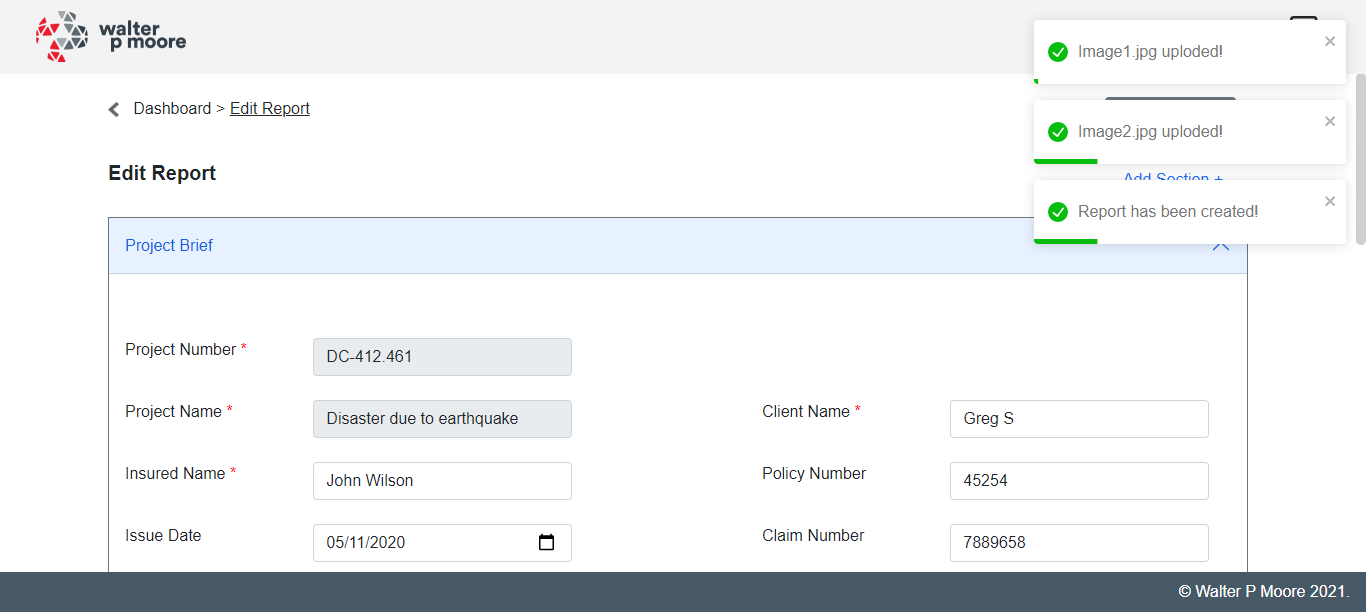 walter
p moore
Image1.jpg uploded!
Dashboard > Edit Report
Image2.jpg uploded!
Edit Report
Add Section +
Report has been created!
Project Brief
Project Number *
DC-412.461
Project Name *
Disaster due to earthquake
Client Name *
Greg S
Insured Name *
John Wilson
Policy Number
45254
Issue Date
05/11/2020
Claim Number
7889658
© Walter P Moore 2021.